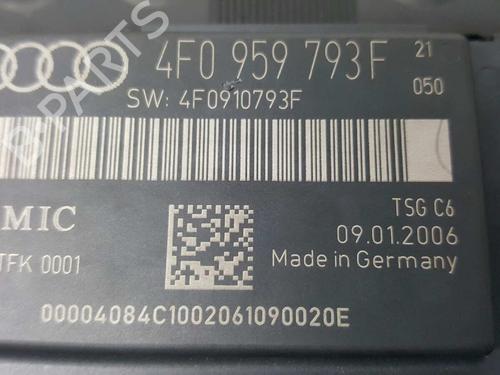 4F0 959 793F 21
050
SW: 4F0910793F
MIC
TSG C6
09.01.2006
TFK 0001
Made in Germany
00004084C1002061090020E
B-PARTS